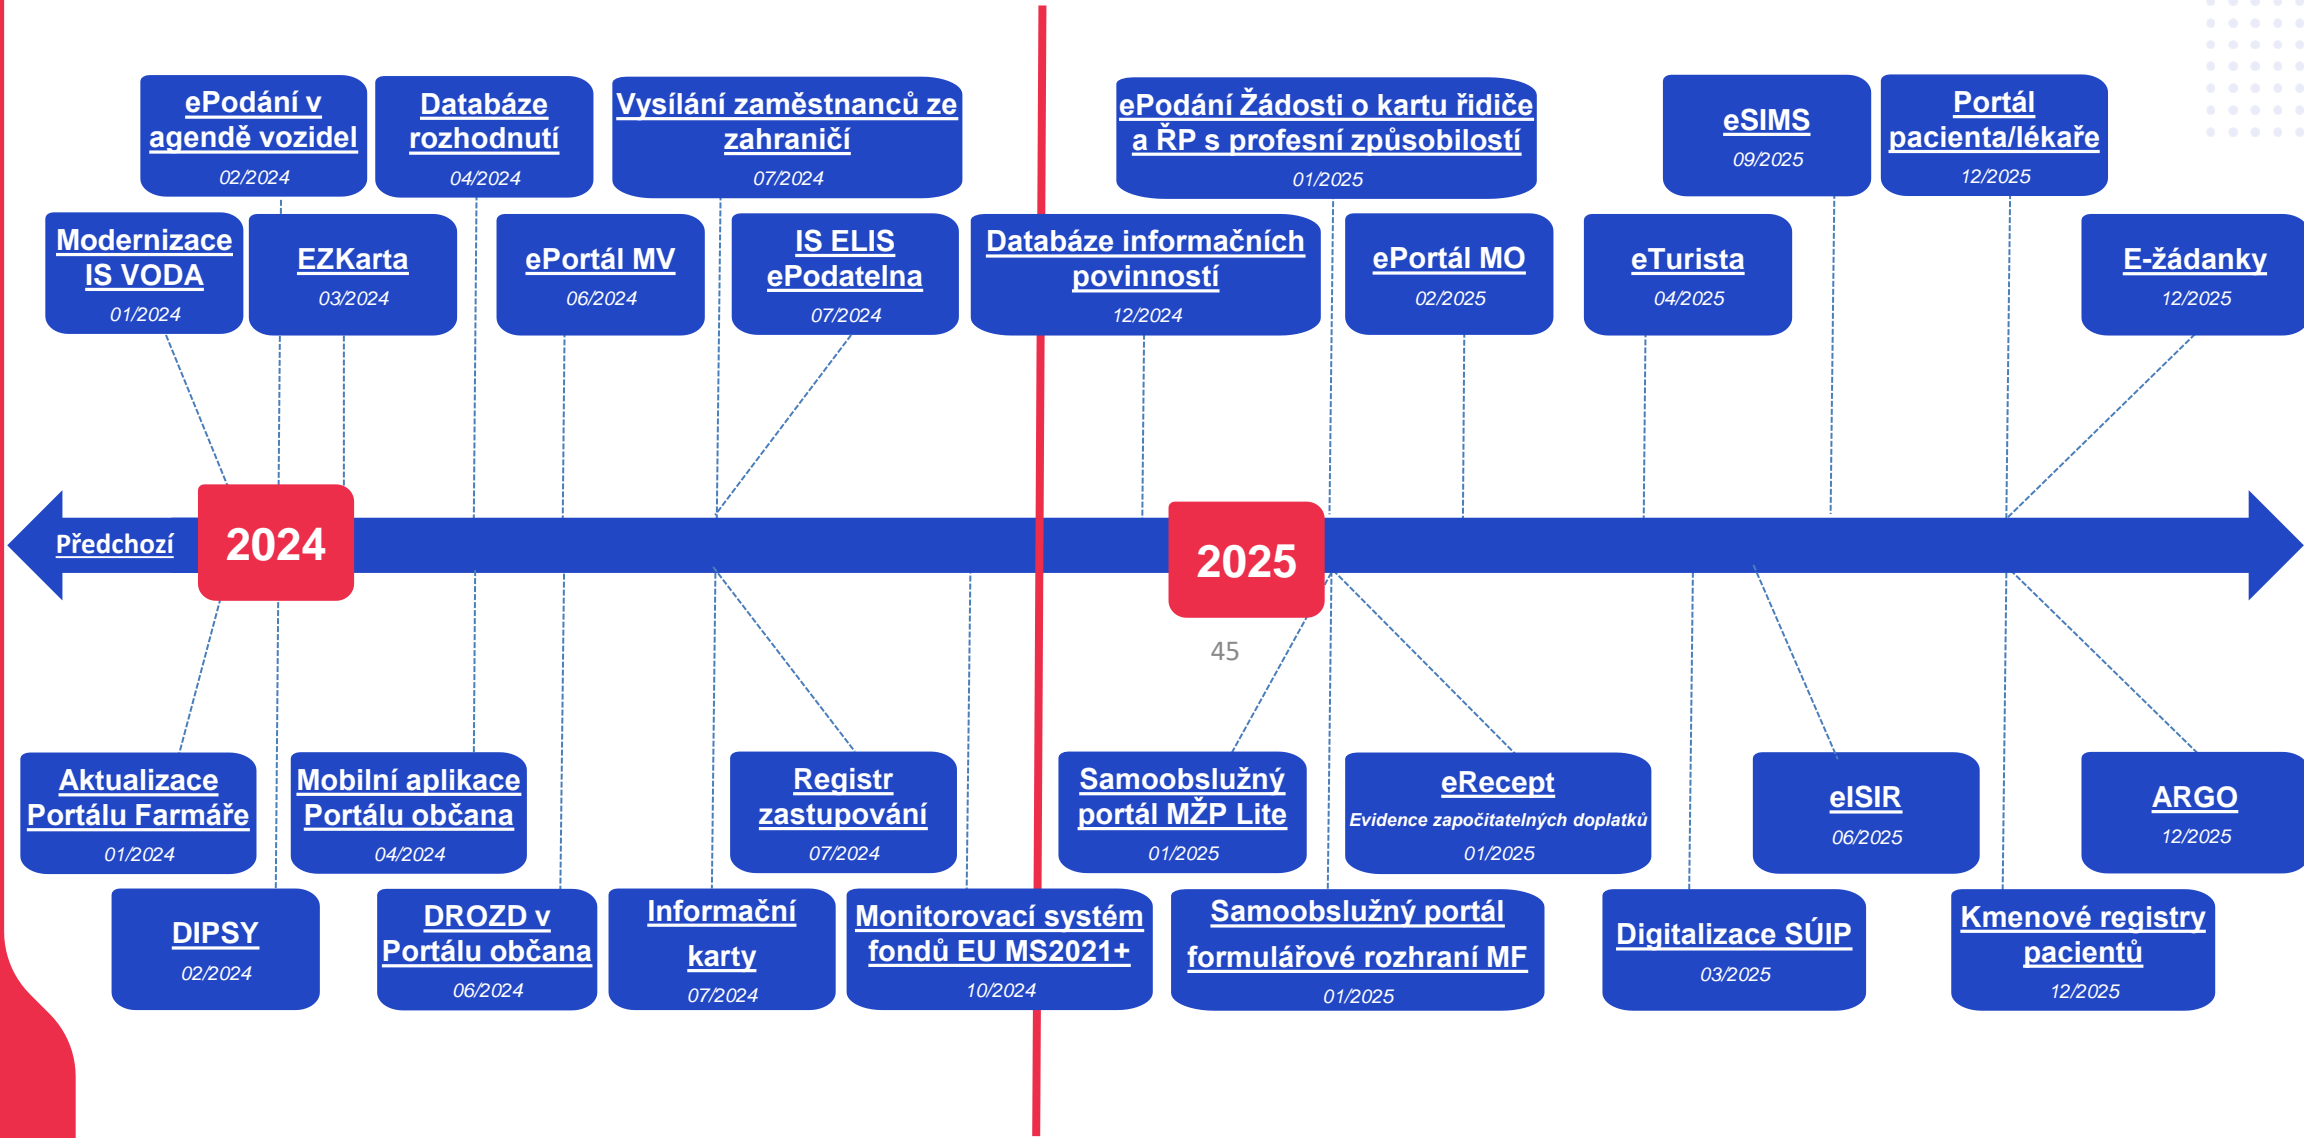 ePodání v
agendě vozidel
02/2024
Databáze
rozhodnutí
04/2024
Vysílání zaměstnanců ze
zahraničí
07/2024
ePodání Žádosti o kartu řidiče
a ŘP s profesní způsobilostí
01/2025
eSIMS
09/2025
Portál
pacienta/lékaře
12/2025
Modernizace
IS VODA
01/2024
EZKarta
03/2024
ePortál MV
06/2024
IS ELIS
ePodatelna
07/2024
Databáze informačních
povinností
12/2024
ePortál MO
02/2025
eTurista
04/2025
E-žádanky
12/2025
Předchozí
2024
2025
45
Aktualizace
Portálu Farmáře
01/2024
Mobilní aplikace
Portálu občana
04/2024
Registr
zastupování
07/2024
Samoobslužný
portál MŽP Lite
01/2025
eRecept
Evidence započitatelných doplatků
01/2025
eISIR
06/2025
ARGO
12/2025
DIPSY
02/2024
DROZD v
Portálu občana
06/2024
Informační
karty
07/2024
Monitorovací systém
fondů EU MS2021+
10/2024
Samoobslužný portál
formulářové rozhraní MF
01/2025
Digitalizace SÚIP
03/2025
Kmenové registry
pacientů
12/2025